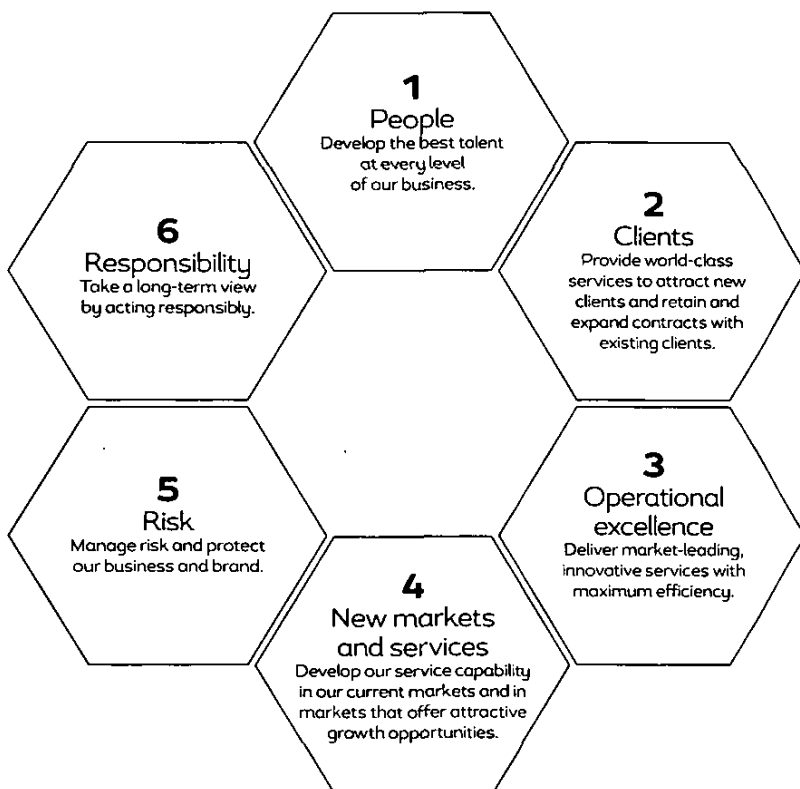 1
People
Develop the best talent
at every level
of our business.
2
Clients
Provide world-class
services to attract new
clients and retain and
expand contracts with
existing clients.
3
Operational
excellence
Deliver market-leading,
innovative services with
maximum efficiency.
4
New markets
and services
Develop our service capability
in our current markets and in
markets that offer attractive
growth opportunities.
5
Risk
Manage risk and protect
our business and brand.
6
Responsibility
Take a long-term view
by acting responsibly.